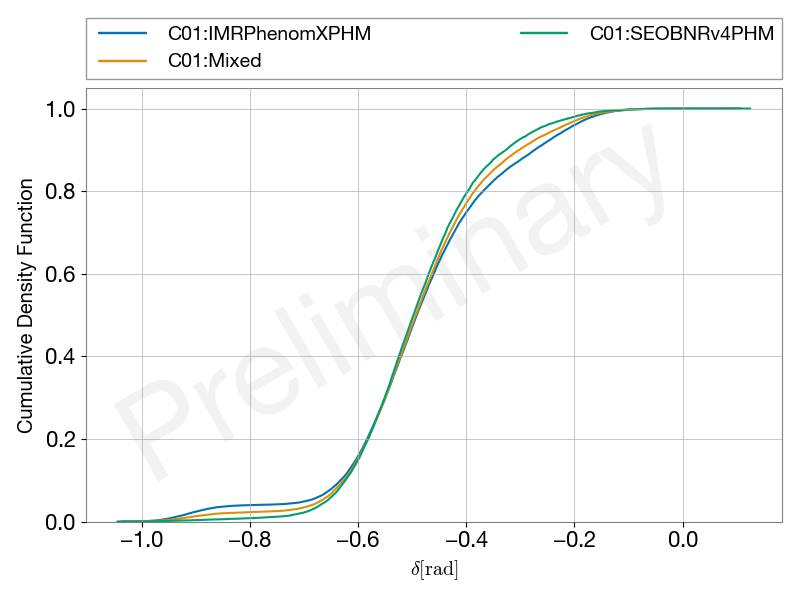 C01:IMRPhenomXPHM
C01:Mixed
C01:SEOBNRv4PHM
Cumulative Density Function
1.0
0.8
0.6
0.4
0.2
0.0
Preliminary
−1.0 −0.8 −0.6 −0.4 −0.2 0.0
δ[rad]